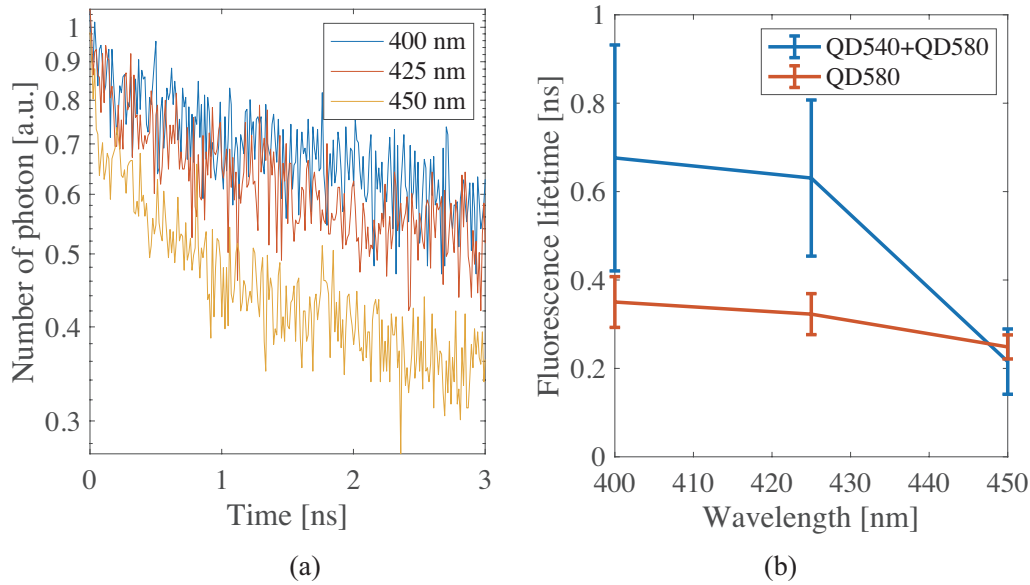 1
0.9
0.8
0.7
0.6
0.5
0.4
0.3
Number of photon [a.u.]
400 nm
425 nm
450 nm
0 1 2 3
Time [ns]
(a)
1
0.8
0.6
0.4
0.2
0
Fluorescence lifetime [ns]
QD540+QD580
QD580
400 410 420 430 440 450
Wavelength [nm]
(b)